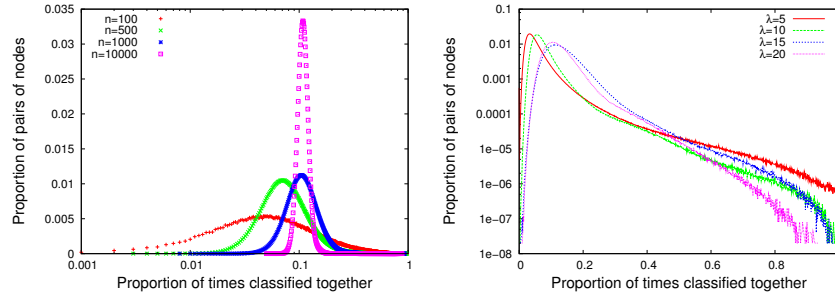 n=100
n=500
n=1000
n=10000
0.035
0.03
0.025
0.02
0.015
0.01
0.005
0
0.001
0.01
0.1
1
Proportion of pairs of nodes
Proportion of times classified together
λ=5
λ=10
λ=15
λ=20
0.1
0.01
0.001
0.0001
1e-05
1e-06
1e-07
1e-08
0
0.2
0.4
0.6
0.8
Proportion of pairs of nodes
Proportion of times classified together